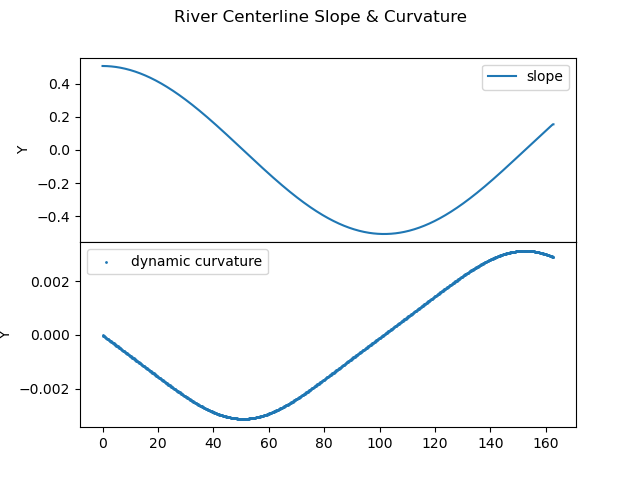 River Centerline Slope & Curvature
slope
0.4
0.2
0.0
−0.2
−0.4
Y
dynamic curvature
0.002
0.000
−0.002
Y
0 20 40 60 80 100 120 140 160